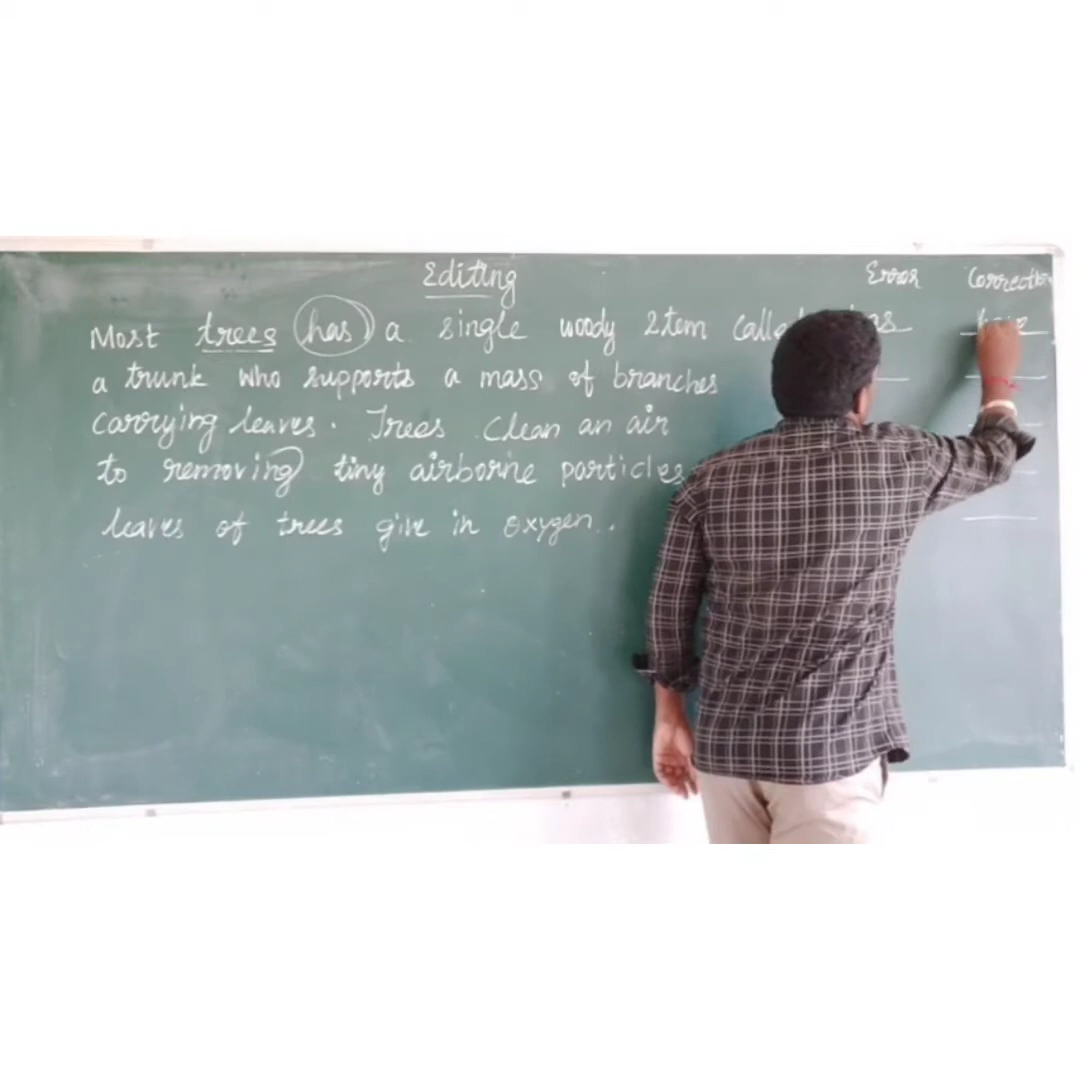 Editing Error Correction
Most trees has a single woody stem called has
a trunk who supports a mass of branches
carrying leaves. Trees clean an air
to removing tiny airborne particles
leaves of trees give in oxygen..